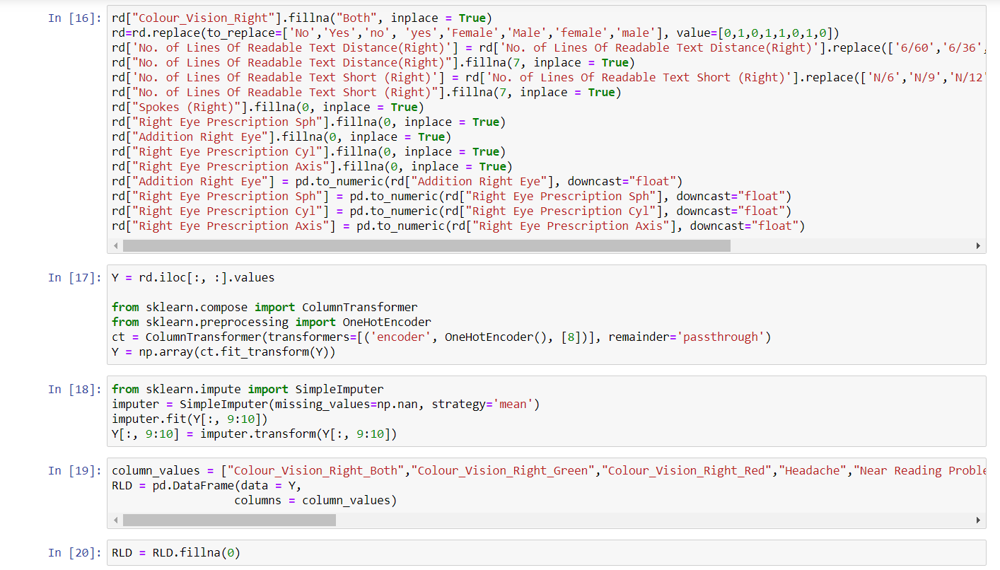 In [16]: rd["Colour_Vision_Right"].fillna("Both", inplace = True)
rd=rd.replace(to_replace=['No','Yes','no', 'yes','Female','Male','female','male'], value=[0,1,0,1,1,0,1,0])
rd['No. of Lines Of Readable Text Distance(Right)'] = rd['No. of Lines Of Readable Text Distance(Right)'].replace(['6/60','6/36',
rd["No. of Lines Of Readable Text Distance(Right)"].fillna(7, inplace = True)
rd['No. of Lines Of Readable Text Short (Right)'] = rd['No. of Lines Of Readable Text Short (Right)'].replace(['N/6','N/9','N/12'
rd["No. of Lines Of Readable Text Short (Right)"].fillna(7, inplace = True)
rd["Spokes (Right)"].fillna(0, inplace = True)
rd["Right Eye Prescription Sph"].fillna(0, inplace = True)
rd["Addition Right Eye"].fillna(0, inplace = True)
rd["Right Eye Prescription Cyl"].fillna(0, inplace = True)
rd["Right Eye Prescription Axis"].fillna(0, inplace = True)
rd["Addition Right Eye"] = pd.to_numeric(rd["Addition Right Eye"], downcast="float")
rd["Right Eye Prescription Sph"] = pd.to_numeric(rd["Right Eye Prescription Sph"], downcast="float")
rd["Right Eye Prescription Cyl"] = pd.to_numeric(rd["Right Eye Prescription Cyl"], downcast="float")
rd["Right Eye Prescription Axis"] = pd.to_numeric(rd["Right Eye Prescription Axis"], downcast="float")
In [17]: Y = rd.iloc[:, :].values
from sklearn.compose import ColumnTransformer
from sklearn.preprocessing import OneHotEncoder
ct = ColumnTransformer(transformers=[('encoder', OneHotEncoder(), [8])], remainder='passthrough')
Y = np.array(ct.fit_transform(Y))
In [18]: from sklearn.impute import SimpleImputer
imputer = SimpleImputer(missing_values=np.nan, strategy='mean')
imputer.fit(Y[:, 9:10])
Y[:, 9:10] = imputer.transform(Y[:, 9:10])
In [19]: column_values = ["Colour_Vision_Right_Both","Colour_Vision_Right_Green","Colour_Vision_Right_Red","Headache","Near Reading
RLD = pd.DataFrame(data = Y,
columns = column_values)
In [20]: RLD = RLD.fillna(0)